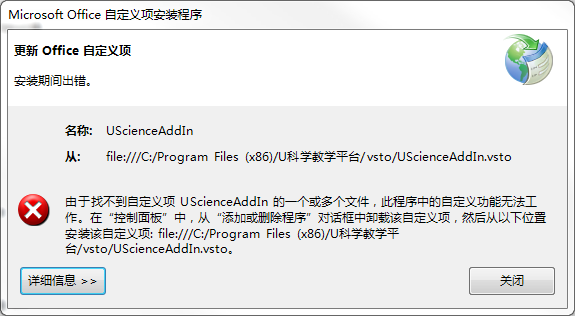 Microsoft Office 自定义项安装程序
更新 Office 自定义项
安装期间出错。
名称: UScienceAddIn
从: file:///C:/Program Files (x86)/U科学教学平台/vsto/UScienceAddIn.vsto
由于找不到自定义项 UScienceAddIn 的一个或多个文件，此程序中的自定义功能无法工
作。在“控制面板”中，从“添加或删除程序”对话框中卸载该自定义项，然后从以下位置
安装该自定义项: file:///C:/Program Files (x86)/U科学教学平
台/vsto/UScienceAddIn.vsto。
详细信息 >> 关闭